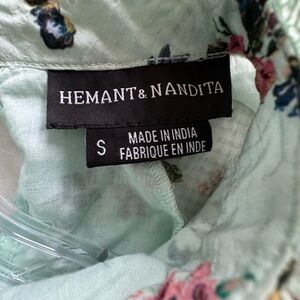 HEMANT & NANDITA
S
MADE IN INDIA
FABRIQUE EN INDE